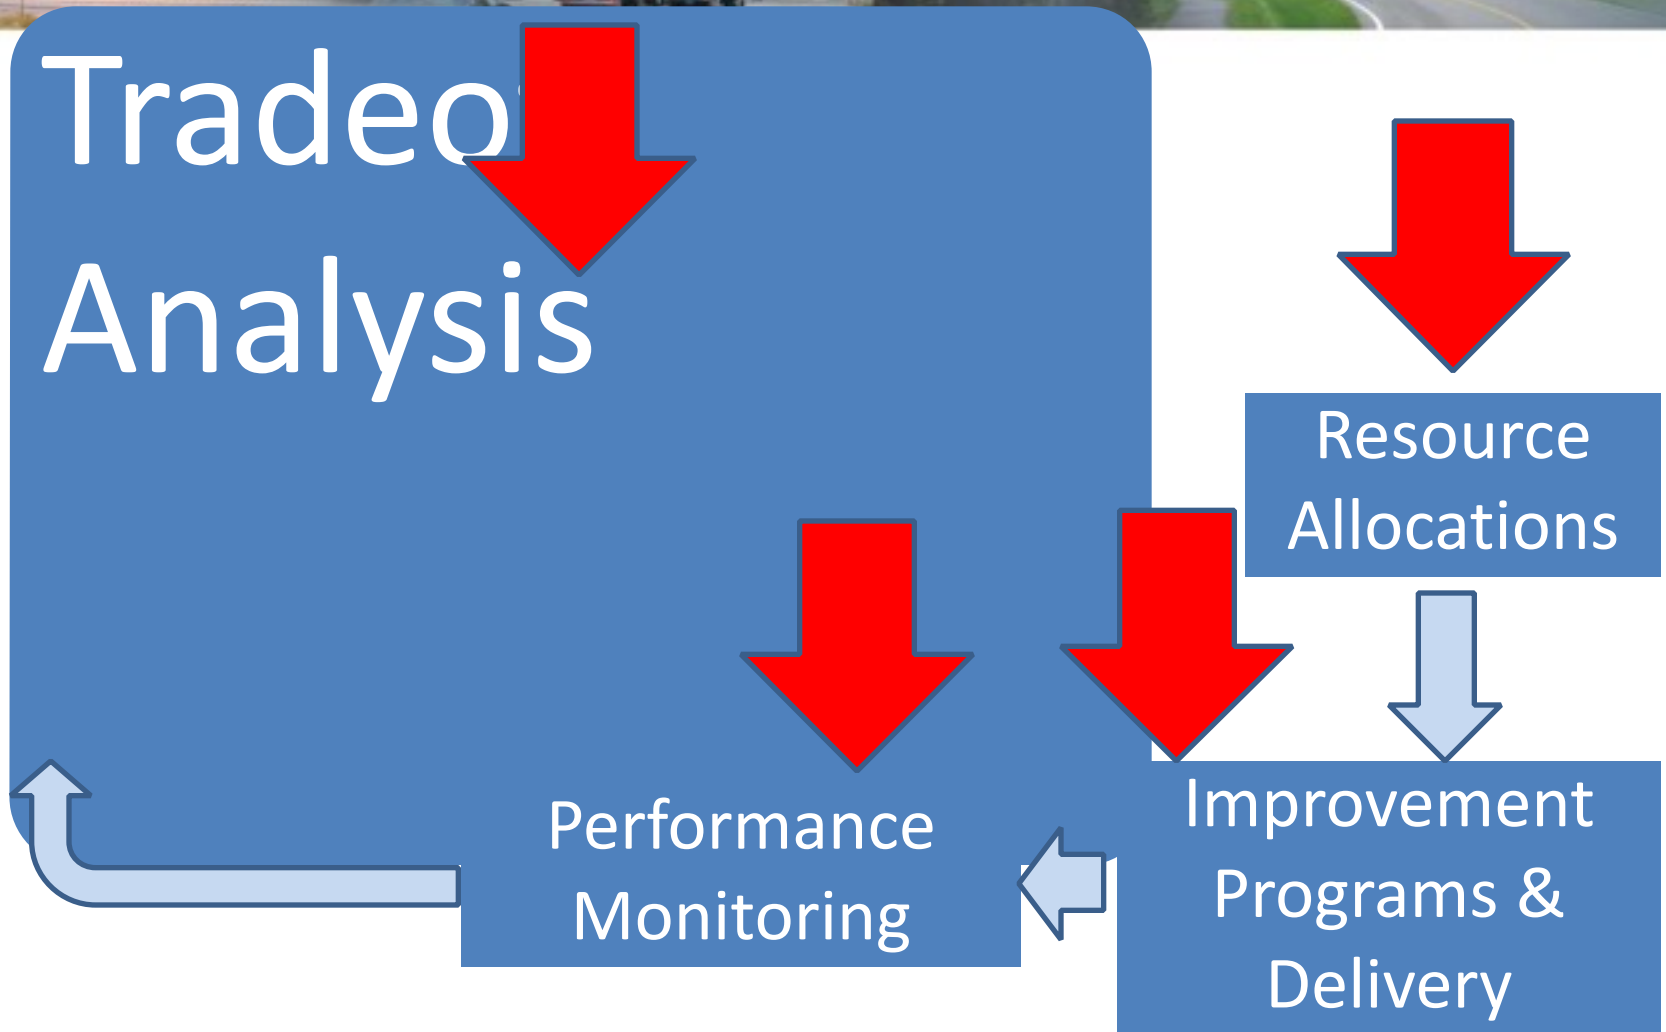 Tradeo
Analysis
Resource
Allocations
Improvement
Programs &
Delivery
Performance
Monitoring